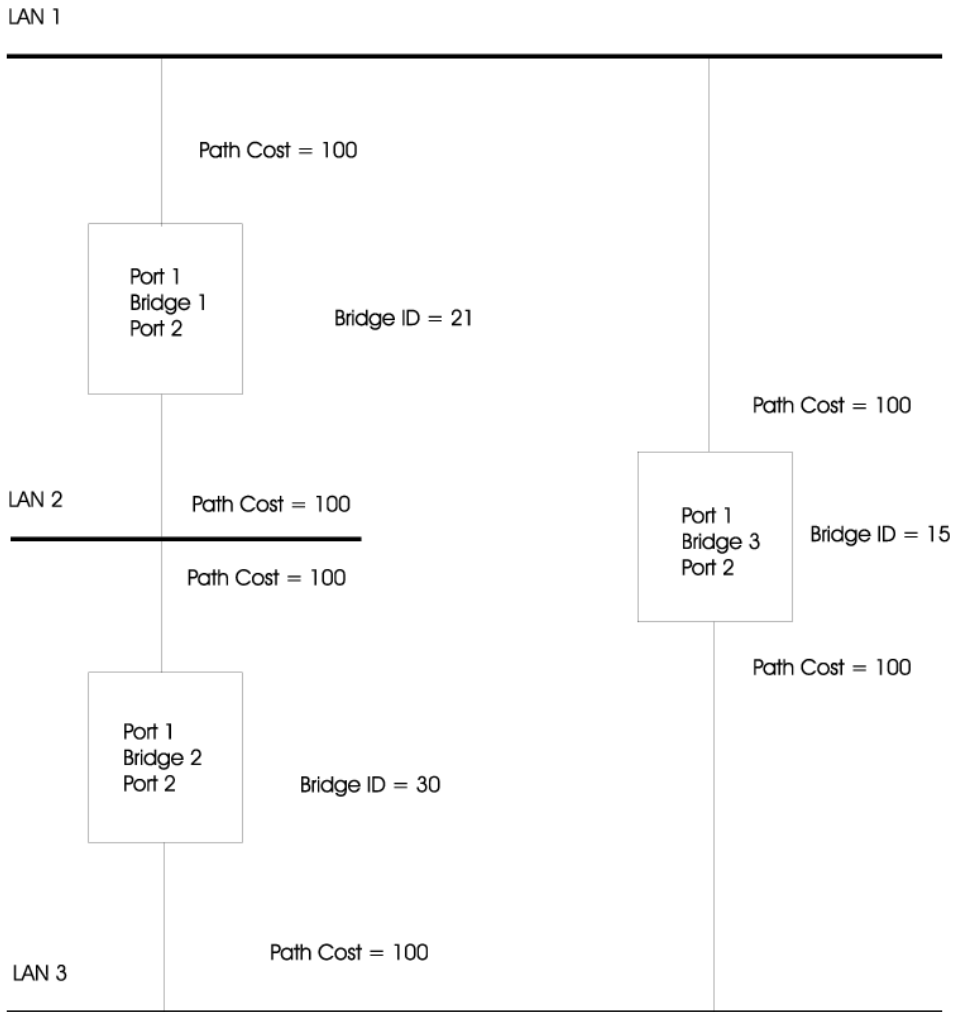 LAN 1
Path Cost = 100
Port 1
Bridge 1
Port 2
Bridge ID = 21
Path Cost = 100
LAN 2
Path Cost = 100
Port 1
Bridge 3
Port 2
Bridge ID = 15
Path Cost = 100
Path Cost = 100
Port 1
Bridge 2
Port 2
Bridge ID = 30
Path Cost = 100
LAN 3